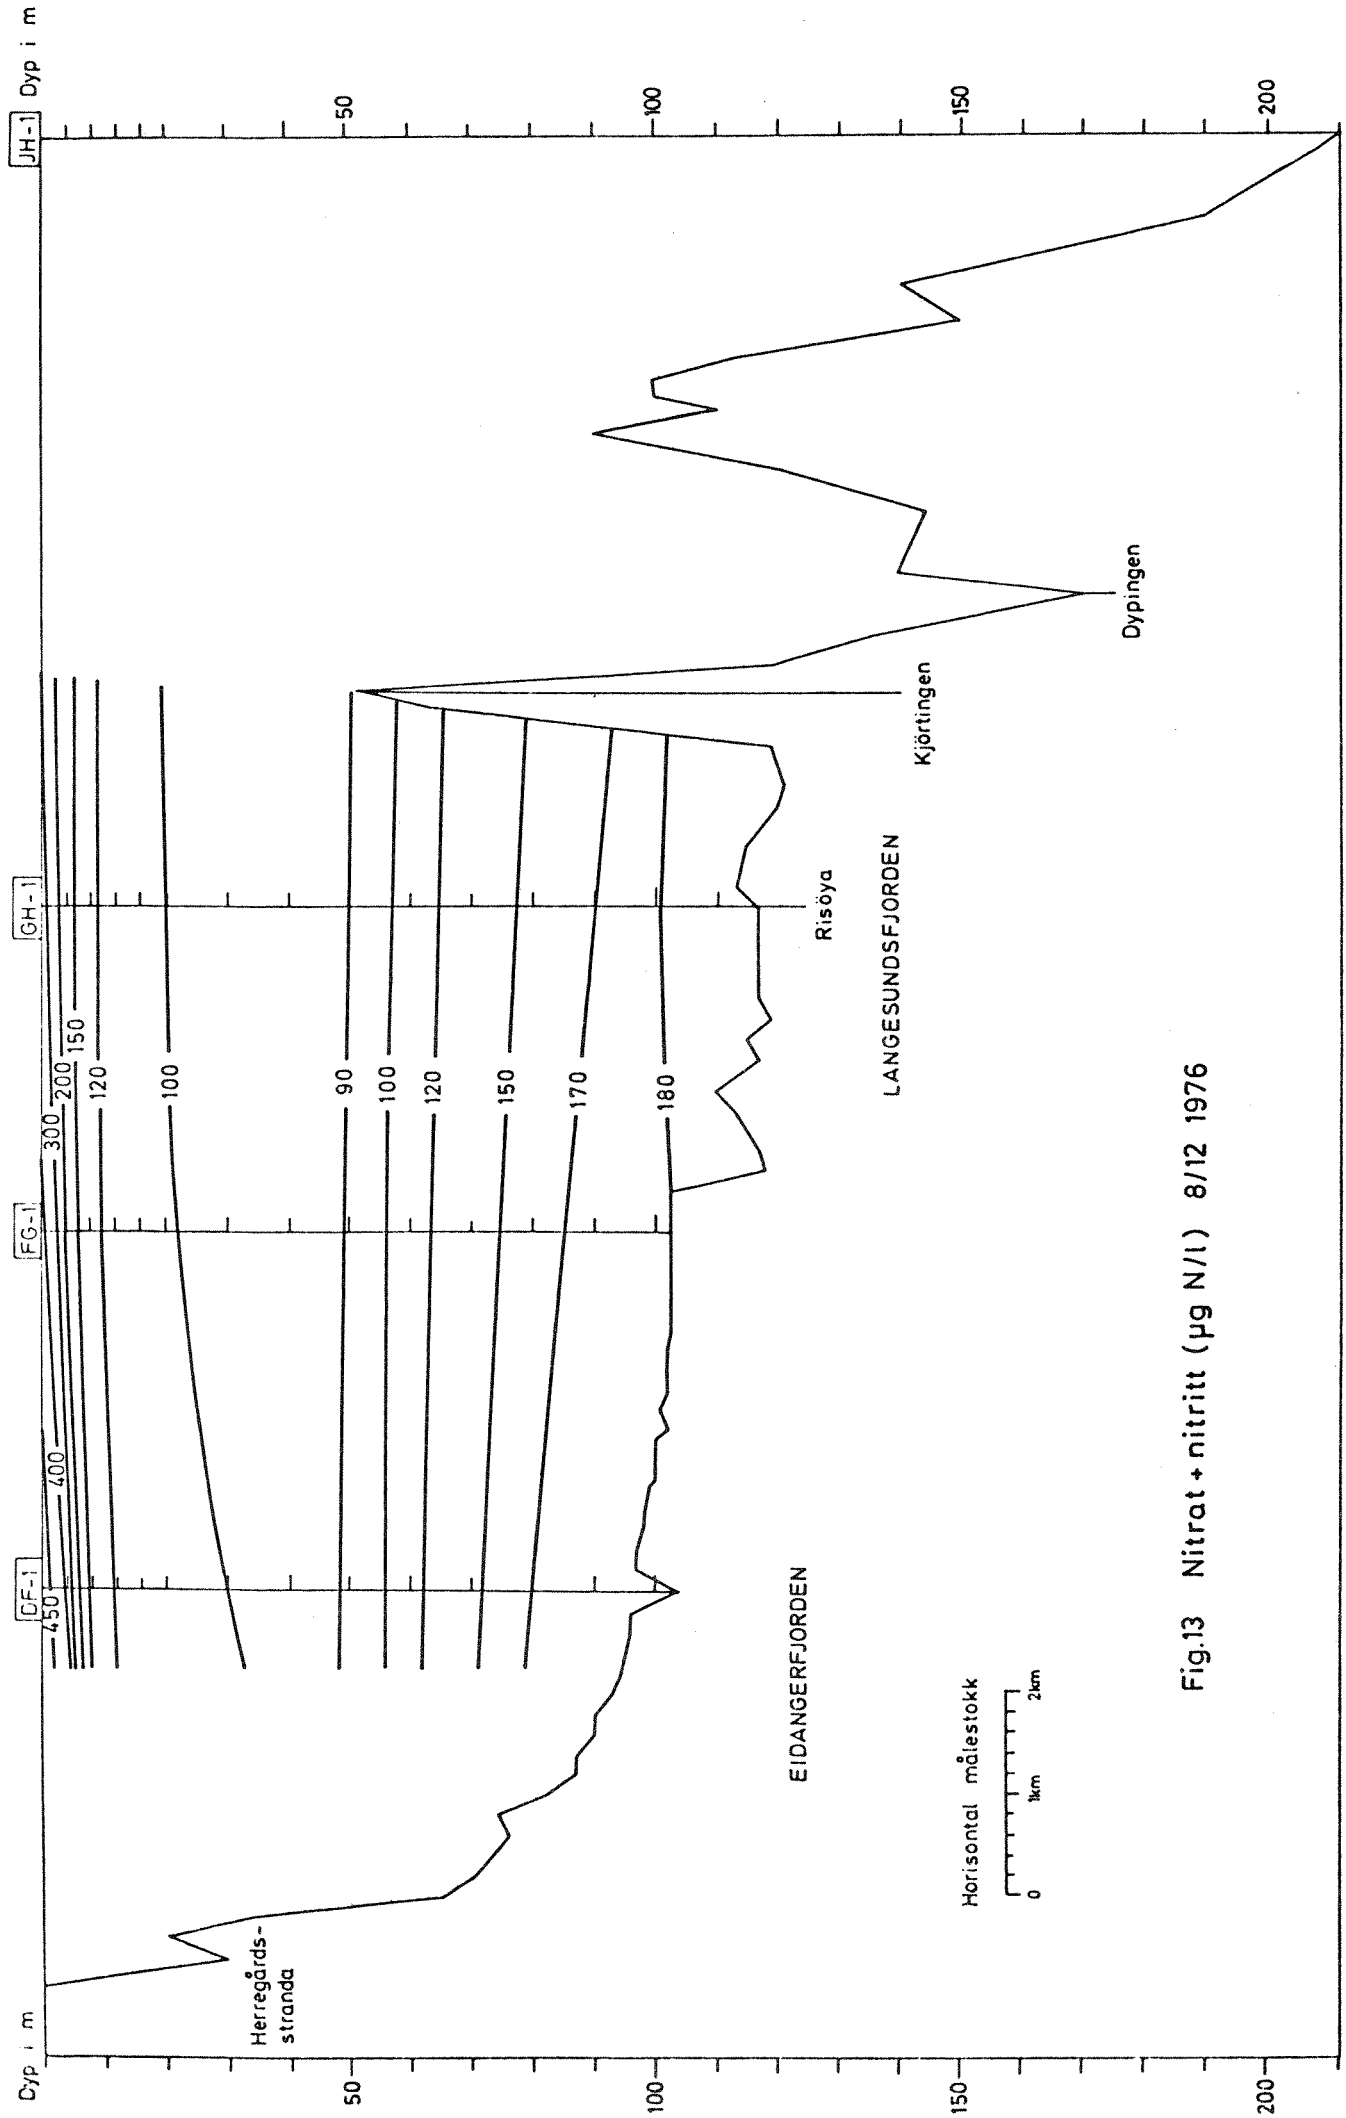 Dyp i m
DF-1
FG-1
GH-1
JH-1
Dyp i m
450
400
300
200
150
120
100
90
100
120
150
170
180
50
100
150
200
50
100
150
200
Herregårds-
stranda
EIDANGERFJORDEN
LANGESUNDSFJORDEN
Risöya
Kjörtingen
Dypingen
Horisontal målestokk
0 1km 2km
Fig.13 Nitrat + nitritt (µg N/l) 8/12 1976